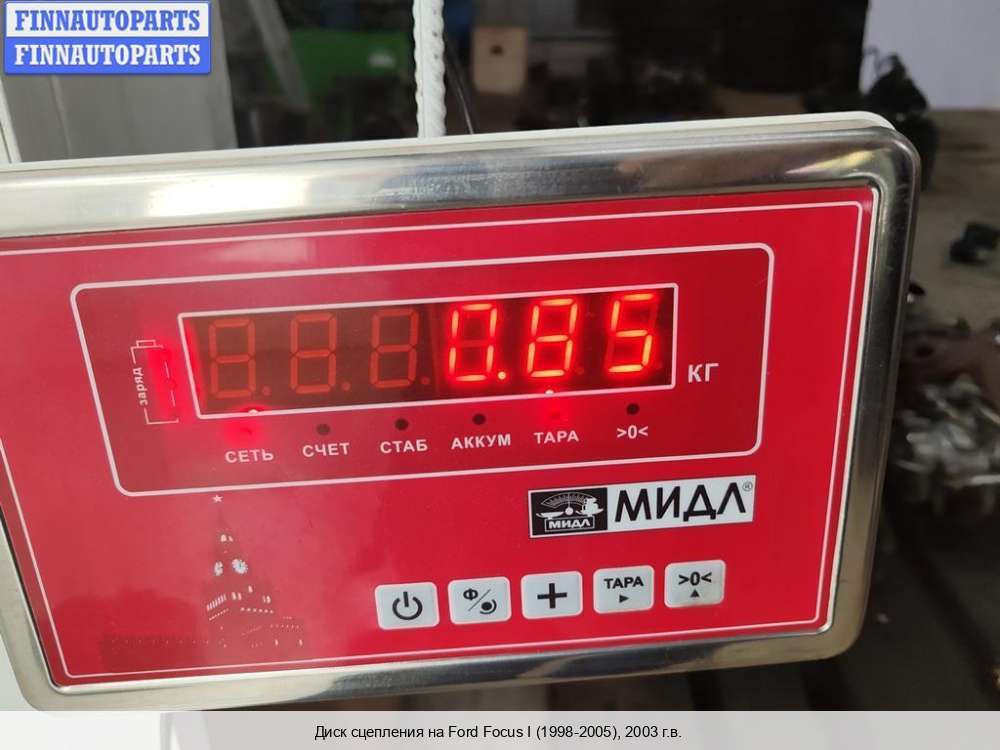 FINNAUTOPARTS
FINNAUTOPARTS
заряд
0.85
КГ
СЕТЬ СЧЕТ СТАБ АККУМ ТАРА >0<
МИДЛ
МИДЛ®
Ф
ТАРА
>0<
Диск сцепления на Ford Focus I (1998-2005), 2003 г.в.